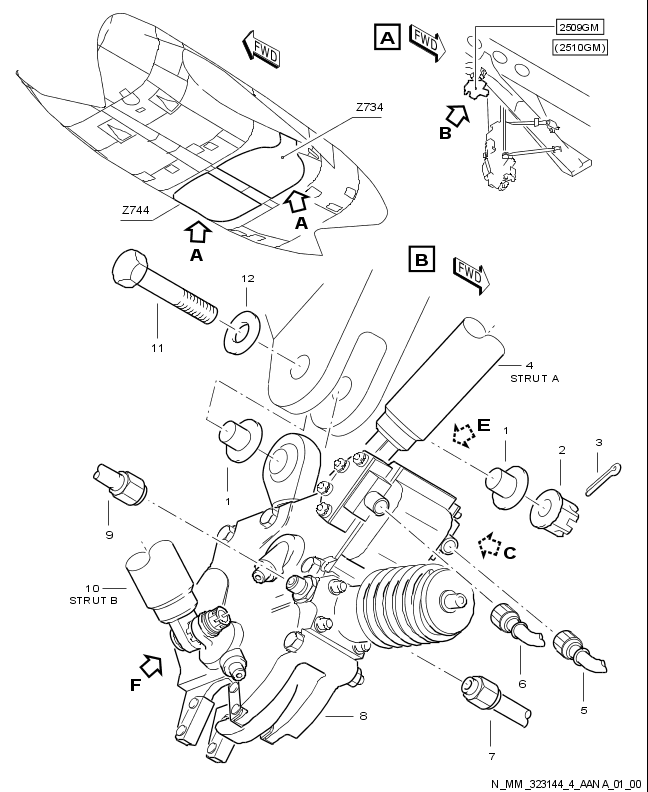 FWD
A
FWD
2509GM
(2510GM)
B
Z734
Z744
A
A
B
FWD
12
11
4
STRUT A
E
1
2
3
1
9
C
10
STRUT B
F
6
5
8
7
N_MM_323144_4_AANA_01_00